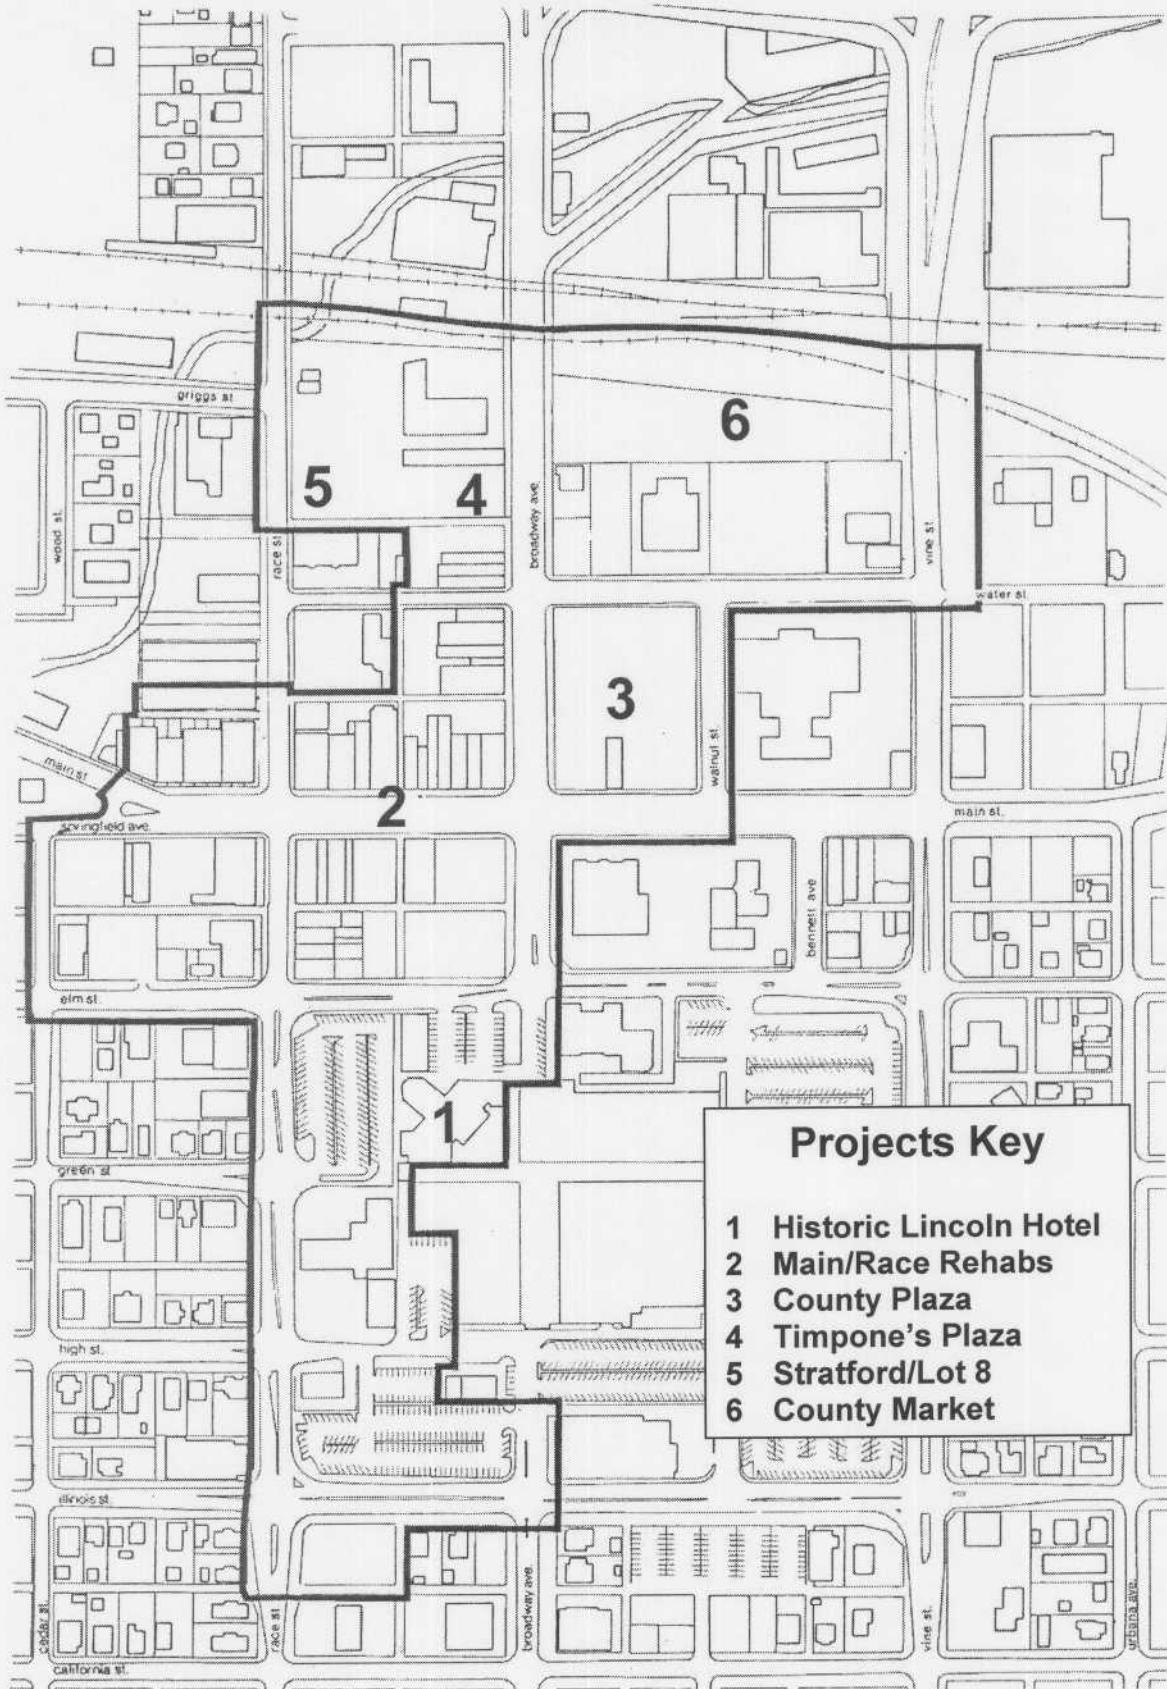 griggs st
6
5
4
wood st.
race st
broadway ave.
vine st.
water st.
3
walnut st.
main st
2
springfield ave.
main st.
bennett ave
elm st.
1
green st
Projects Key
1 Historic Lincoln Hotel
2 Main/Race Rehabs
3 County Plaza
4 Timpone's Plaza
5 Stratford/Lot 8
6 County Market
high st.
illinois st.
cedar st.
race st
broadway ave.
vine st.
urbana ave.
california st.